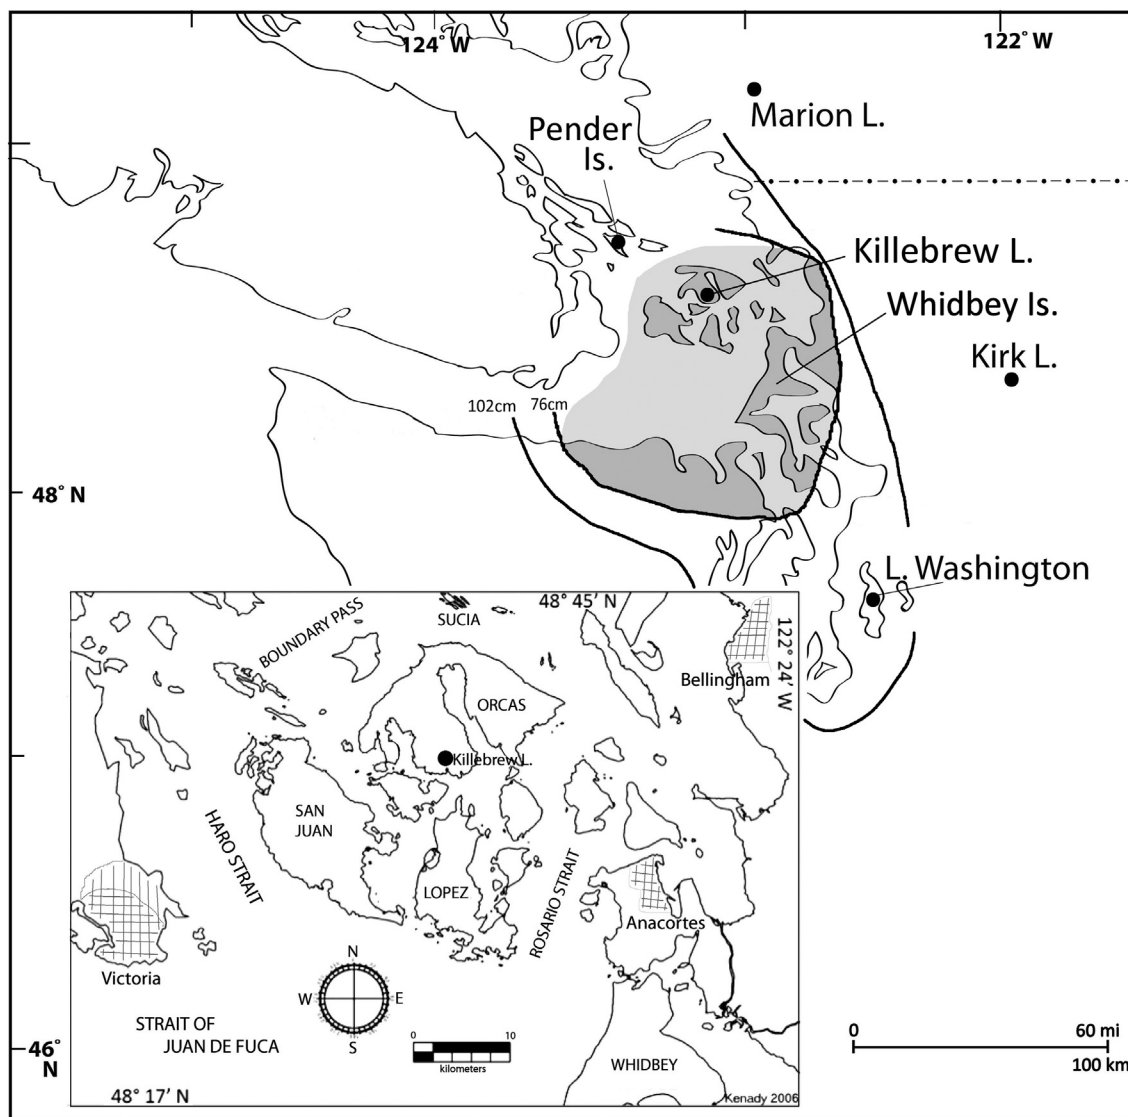 124° W
122° W
Marion L.
Pender
Is.
Killebrew L.
Whidbey Is.
Kirk L.
102cm
76cm
48° N
L. Washington
48° 45’ N
SUCIA
BOUNDARY PASS
122° 24’ W
Bellingham
ORCAS
Killebrew L.
SAN
JUAN
HARO STRAIT
LOPEZ
ROSARIO STRAIT
Anacortes
Victoria
N
W
E
S
STRAIT OF
JUAN DE FUCA
0
10
kilometers
WHIDBEY
48° 17’ N
Kenady 2006
46°
N
0
60 mi
100 km